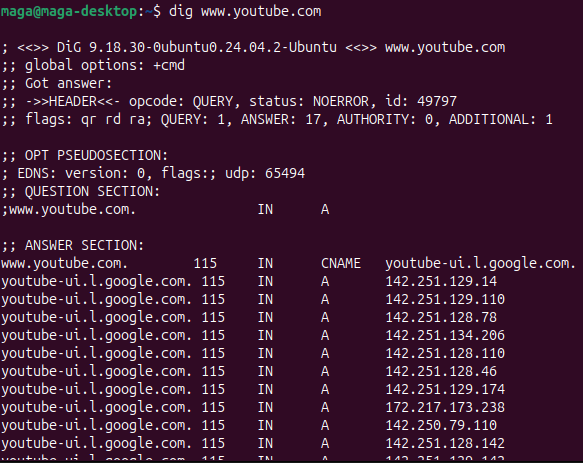 maga@maga-desktop:~$ dig www.youtube.com
; <<>> DiG 9.18.30-0ubuntu0.24.04.2-Ubuntu <<>> www.youtube.com
;; global options: +cmd
;; Got answer:
;; ->>HEADER<<- opcode: QUERY, status: NOERROR, id: 49797
;; flags: qr rd ra; QUERY: 1, ANSWER: 17, AUTHORITY: 0, ADDITIONAL: 1
;; OPT PSEUDOSECTION:
; EDNS: version: 0, flags:; udp: 65494
;; QUESTION SECTION:
;www.youtube.com. IN A
;; ANSWER SECTION:
www.youtube.com. 115 IN CNAME youtube-ui.l.google.com.
youtube-ui.l.google.com. 115 IN A 142.251.129.14
youtube-ui.l.google.com. 115 IN A 142.251.129.110
youtube-ui.l.google.com. 115 IN A 142.251.128.78
youtube-ui.l.google.com. 115 IN A 142.251.134.206
youtube-ui.l.google.com. 115 IN A 142.251.128.110
youtube-ui.l.google.com. 115 IN A 142.251.128.46
youtube-ui.l.google.com. 115 IN A 142.251.129.174
youtube-ui.l.google.com. 115 IN A 172.217.173.238
youtube-ui.l.google.com. 115 IN A 142.250.79.110
youtube-ui.l.google.com. 115 IN A 142.251.128.142
youtube-ui.l.google.com. 115 IN A